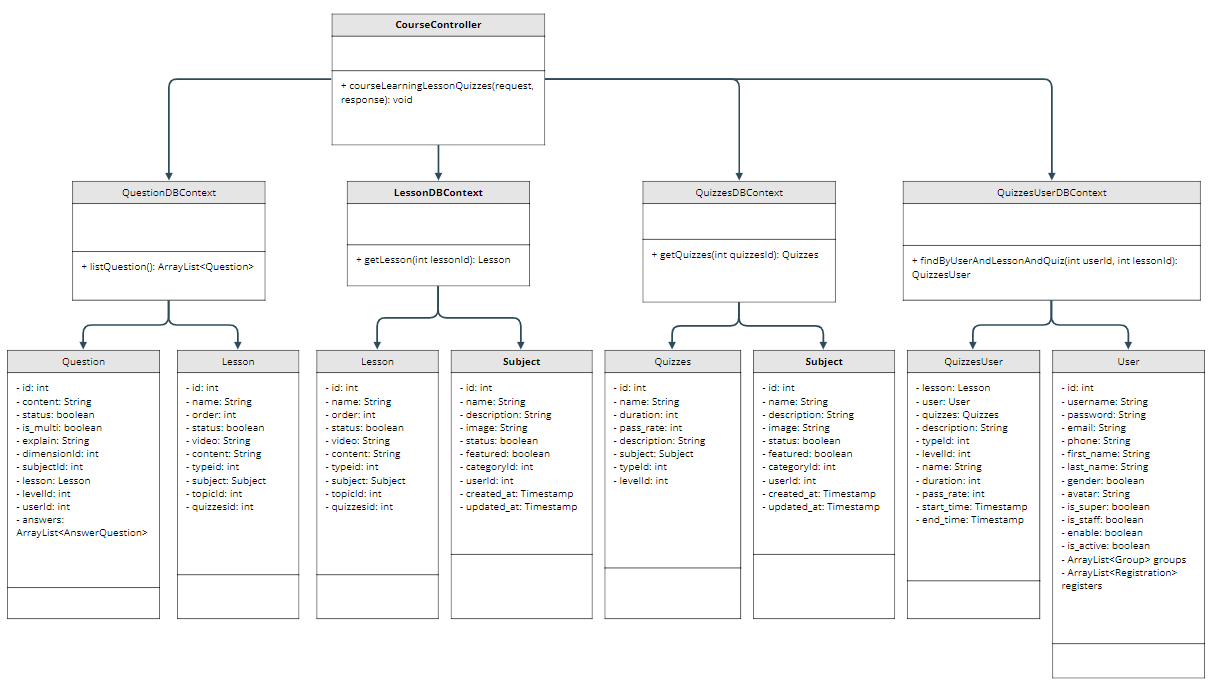 CourseController
+ courseLearningLessonQuizzes(request,
response): void
QuestionDBContext
+ listQuestion(): ArrayList<Question>
LessonDBContext
+ getLesson(int lessonId): Lesson
QuizzesDBContext
+ getQuizzes(int quizzesId): Quizzes
QuizzesUserDBContext
+ findByUserAndLessonAndQuiz(int userId, int lessonId):
QuizzesUser
Question
- id: int
- content: String
- status: boolean
- is_multi: boolean
- explain: String
- dimensionId: int
- subjectId: int
- lesson: Lesson
- levelId: int
- userId: int
- answers:
ArrayList<AnswerQuestion>
Lesson
- id: int
- name: String
- order: int
- status: boolean
- video: String
- content: String
- typeid: int
- subject: Subject
- topicId: int
- quizzesid: int
Lesson
- id: int
- name: String
- order: int
- status: boolean
- video: String
- content: String
- typeid: int
- subject: Subject
- topicId: int
- quizzesid: int
Subject
- id: int
- name: String
- description: String
- image: String
- status: boolean
- featured: boolean
- categoryId: int
- userId: int
- created_at: Timestamp
- updated_at: Timestamp
Quizzes
- id: int
- name: String
- duration: int
- pass_rate: int
- description: String
- subject: Subject
- typeId: int
- levelId: int
Subject
- id: int
- name: String
- description: String
- image: String
- status: boolean
- featured: boolean
- categoryId: int
- userId: int
- created_at: Timestamp
- updated_at: Timestamp
QuizzesUser
- lesson: Lesson
- user: User
- quizzes: Quizzes
- description: String
- typeId: int
- levelId: int
- name: String
- duration: int
- pass_rate: int
- start_time: Timestamp
- end_time: Timestamp
User
- id: int
- username: String
- password: String
- email: String
- phone: String
- first_name: String
- last_name: String
- gender: boolean
- avatar: String
- is_super: boolean
- is_staff: boolean
- enable: boolean
- is_active: boolean
- ArrayList<Group> groups
- ArrayList<Registration>
registers